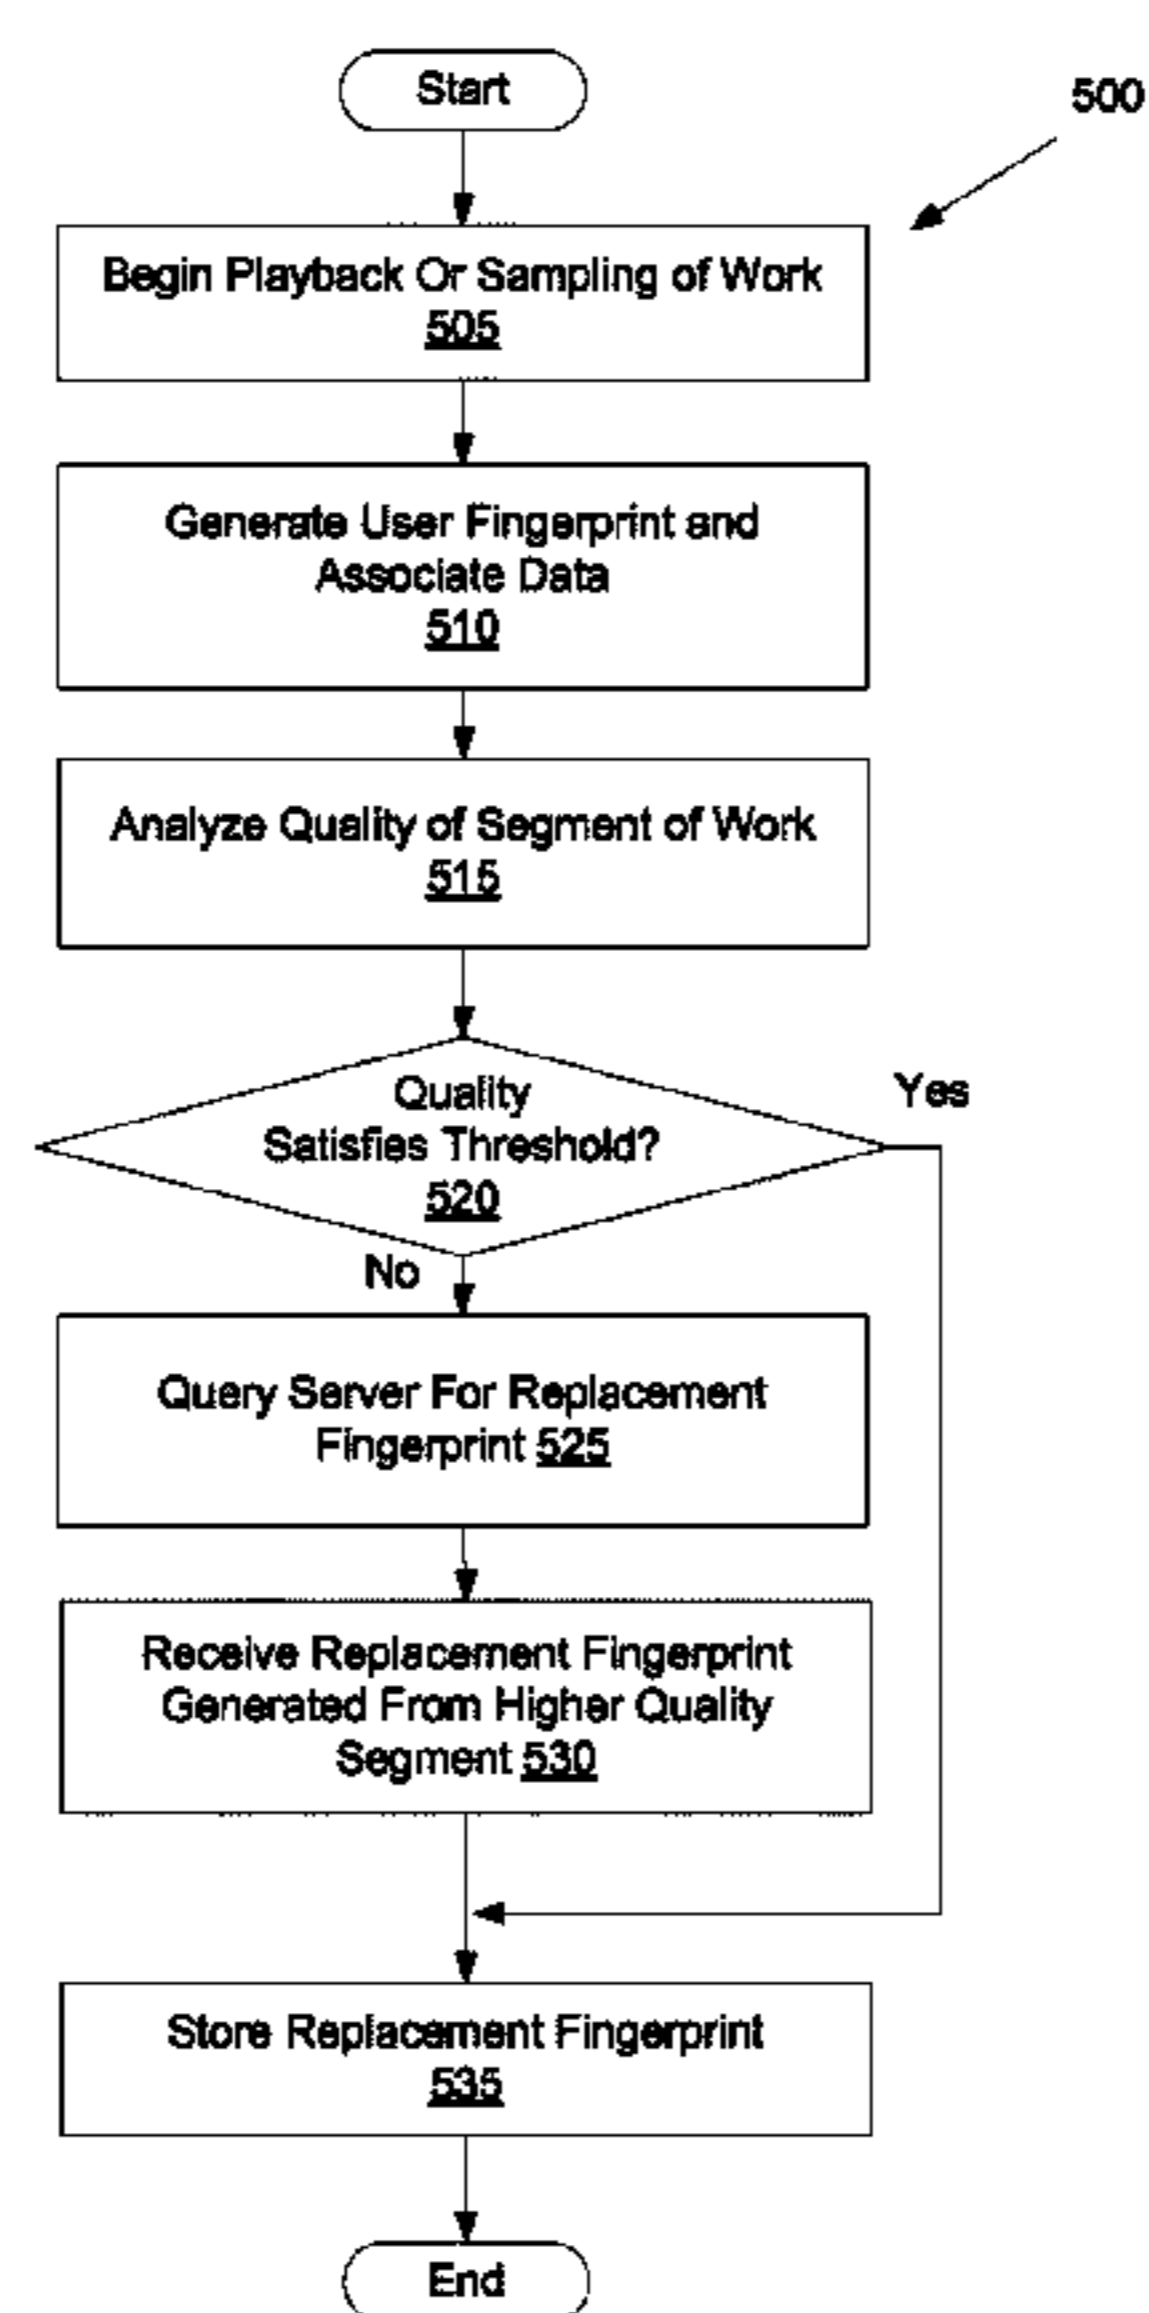 Start
500
Begin Playback Or Sampling of Work
505
Generate User Fingerprint and
Associate Data
510
Analyze Quality of Segment of Work
515
Quality
Satisfies Threshold?
520
Yes
No
Query Server For Replacement
Fingerprint 525
Receive Replacement Fingerprint
Generated From Higher Quality
Segment 530
Store Replacement Fingerprint
535
End